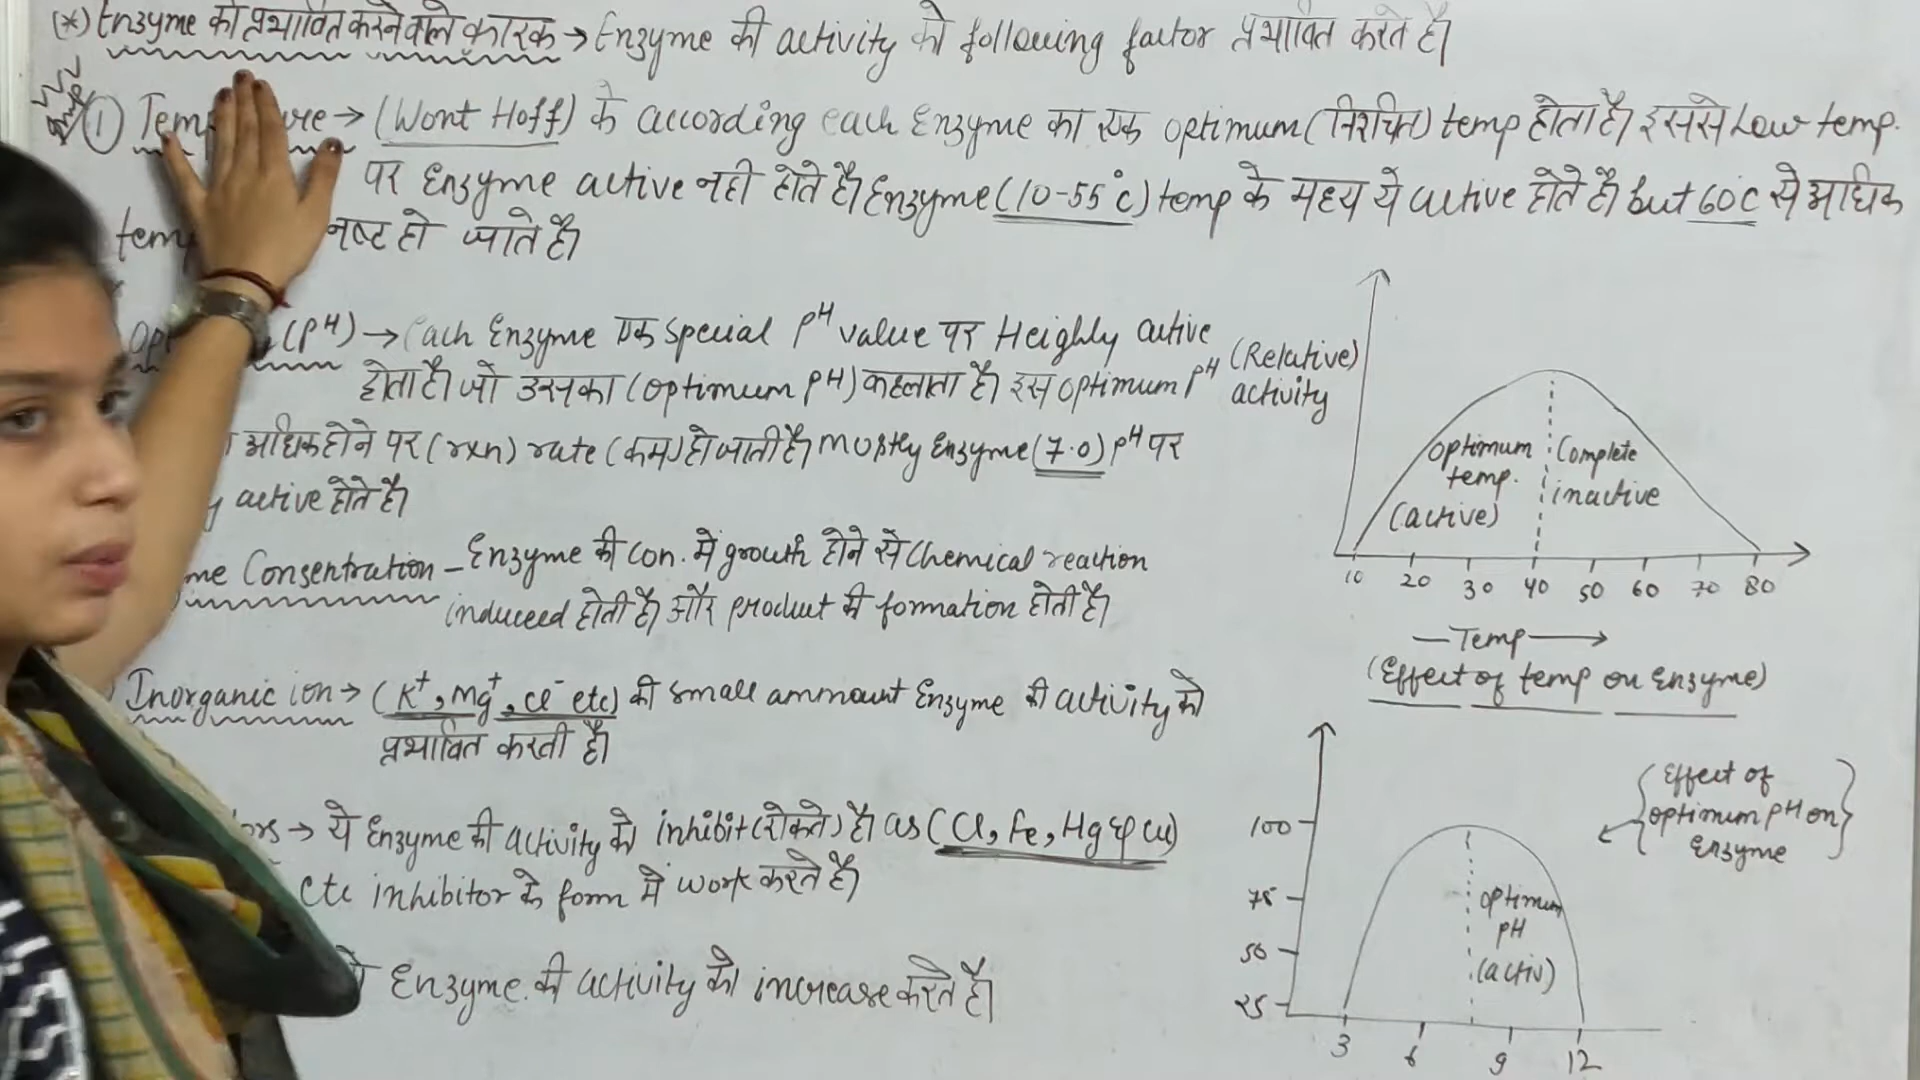 (*) Enzyme को प्रभावित करने वाले कारक → Enzyme की activity को following factor प्रभावित करते है।
① Tem ure → (Wont Hoff) के according each Enzyme का एक optimum (निश्चित) temp होता है। इससे Low temp.
पर Enzyme active नही होते है। Enzyme (10-55°c) temp के मध्य ये active होते है। but 60°c से अधिक
temp नष्ट हो जाते है।
(pH) → Each Enzyme एक special pH value पर Heighly active
होता है। जो उसका (optimum pH) कहलाता है। इस optimum pH
अधिक होने पर (rxn) rate (कम) हो जाती है। mostly Enzyme (7.0) pH पर
active होते है।
me Consentration – Enzyme की con. मे growth होने से Chemical reaction
induceed होती है। और product की formation होती है।
Inorganic ion → (K+, Mg+, Cl- etc) की small ammount Enzyme की activity को
प्रभावित करती है।
ors → ये Enzyme की activity को inhibit (रोकते) है। as (Cl, Fe, Hg & Cu)
etc inhibitor के form मे work करते है।
Enzyme की activity को increase करते है।
(Relative)
activity
optimum
temp.
(active)
Complete
inactive
10 20 30 40 50 60 70 80
— Temp →
(Effect of temp on Enzyme)
{Effect of
optimum pH on
Enzyme}
100
75
50
25
optimum
pH
(activ)
3 6 9 12